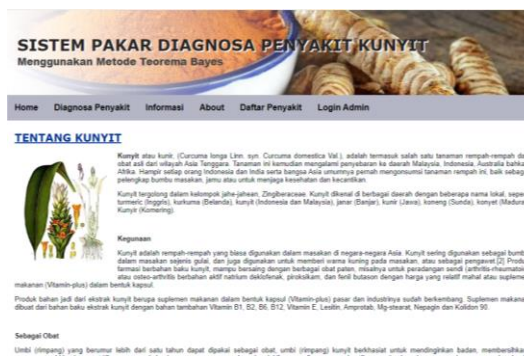 SISTEM PAKAR DIAGNOSA PENYAKIT KUNYIT
Menggunakan Metode Teorema Bayes
Home Diagnosa Penyakit Informasi About Daftar Penyakit Login Admin
TENTANG KUNYIT
Kunyit atau kunir, (Curcuma longa Linn. syn. Curcuma domestica Val.), adalah termasuk salah satu tanaman rempah-rempah da
obat asli dari wilayah Asia Tenggara. Tanaman ini kemudian mengalami penyebaran ke daerah Malaysia, Indonesia, Australia bahka
Afrika. Hampir setiap orang Indonesia dan India serta bangsa Asia umumnya pernah mengonsumsi tanaman rempah ini, baik sebag
pelengkap bumbu masakan, jamu atau untuk menjaga kesehatan dan kecantikan.
Kunyit tergolong dalam kelompok jahe-jahean, Zingiberaceae. Kunyit dikenal di berbagai daerah dengan beberapa nama lokal, sepe
turmeric (Inggris), kurkuma (Belanda), kunyit (Indonesia dan Malaysia), janar (Banjar), kunir (Jawa), koneng (Sunda), konyet (Madura
Kunyir (Komering).
Kegunaan
Kunyit adalah rempah-rempah yang biasa digunakan dalam masakan di negara-negara Asia. Kunyit sering digunakan sebagai bumb
dalam masakan sejenis gulai, dan juga digunakan untuk memberi warna kuning pada masakan, atau sebagai pengawet.[2] Produ
farmasi berbahan baku kunyit, mampu bersaing dengan berbagai obat paten, misalnya untuk peradangan sendi (arthritis-rheumatoid
atau osteo-arthritis berbahan aktif natrium deklofenak, piroksikam, dan fenil butason dengan harga yang relatif mahal atau supleme
makanan (Vitamin-plus) dalam bentuk kapsul.
Produk bahan jadi dari ekstrak kunyit berupa suplemen makanan dalam bentuk kapsul (Vitamin-plus) pasar dan industrinya sudah berkembang. Suplemen makana
dibuat dari bahan baku ekstrak kunyit dengan bahan tambahan Vitamin B1, B2, B6, B12, Vitamin E, Lesitin, Amprotab, Mg-stearat, Nepagin dan Kolidon 90.
Sebagai Obat
Umbi (rimpang) yang berumur lebih dari satu tahun dapat dipakai sebagai obat, umbi (rimpang) kunyit berkhasiat untuk mendinginkan badan, membersihka